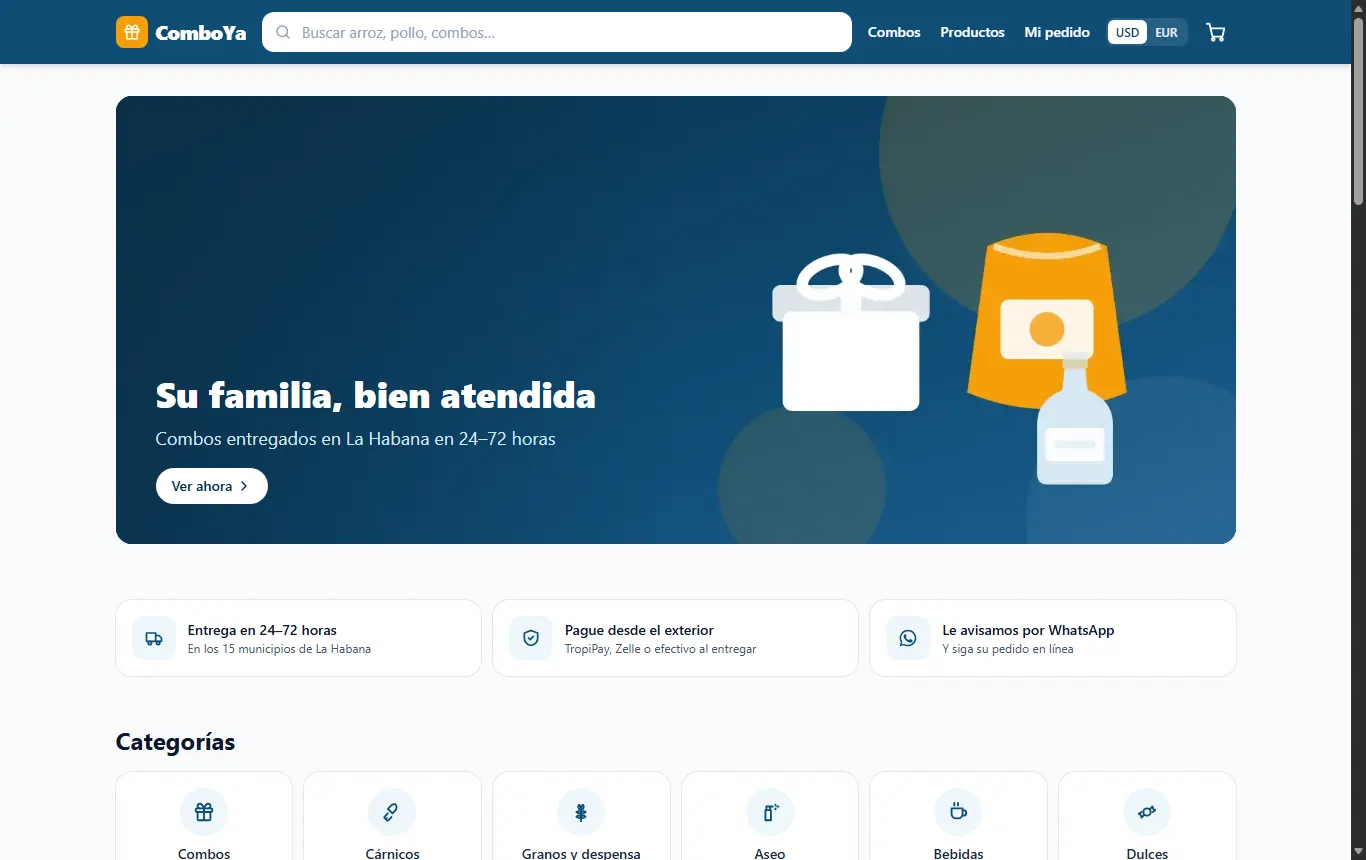 ComboYa
Buscar arroz, pollo, combos...
Combos
Productos
Mi pedido
USD
EUR
Su familia, bien atendida
Combos entregados en La Habana en 24–72 horas
Ver ahora
Entrega en 24–72 horas
En los 15 municipios de La Habana
Pague desde el exterior
TropiPay, Zelle o efectivo al entregar
Le avisamos por WhatsApp
Y siga su pedido en línea
Categorías
Combos
Cárnicos
Granos y despensa
Aseo
Bebidas
Dulces